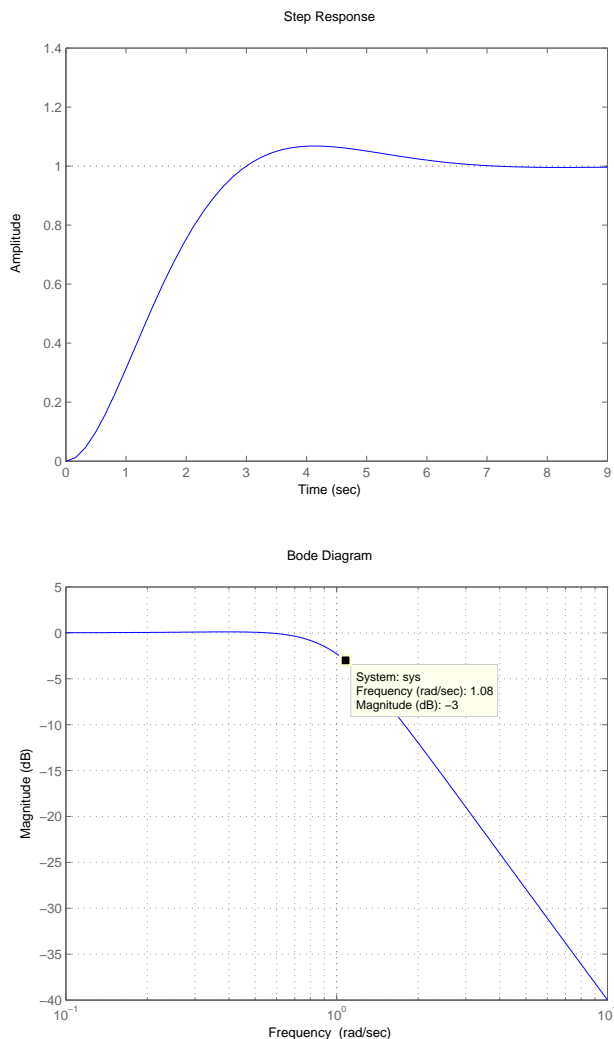 Step Response
1.4
1.2
1
0.8
0.6
0.4
0.2
0
Amplitude
0 1 2 3 4 5 6 7 8 9
Time (sec)
Bode Diagram
5
0
−5
−10
−15
−20
−25
−30
−35
−40
Magnitude (dB)
System: sys
Frequency (rad/sec): 1.08
Magnitude (dB): −3
10⁻¹ 10⁰ 10
Frequency (rad/sec)